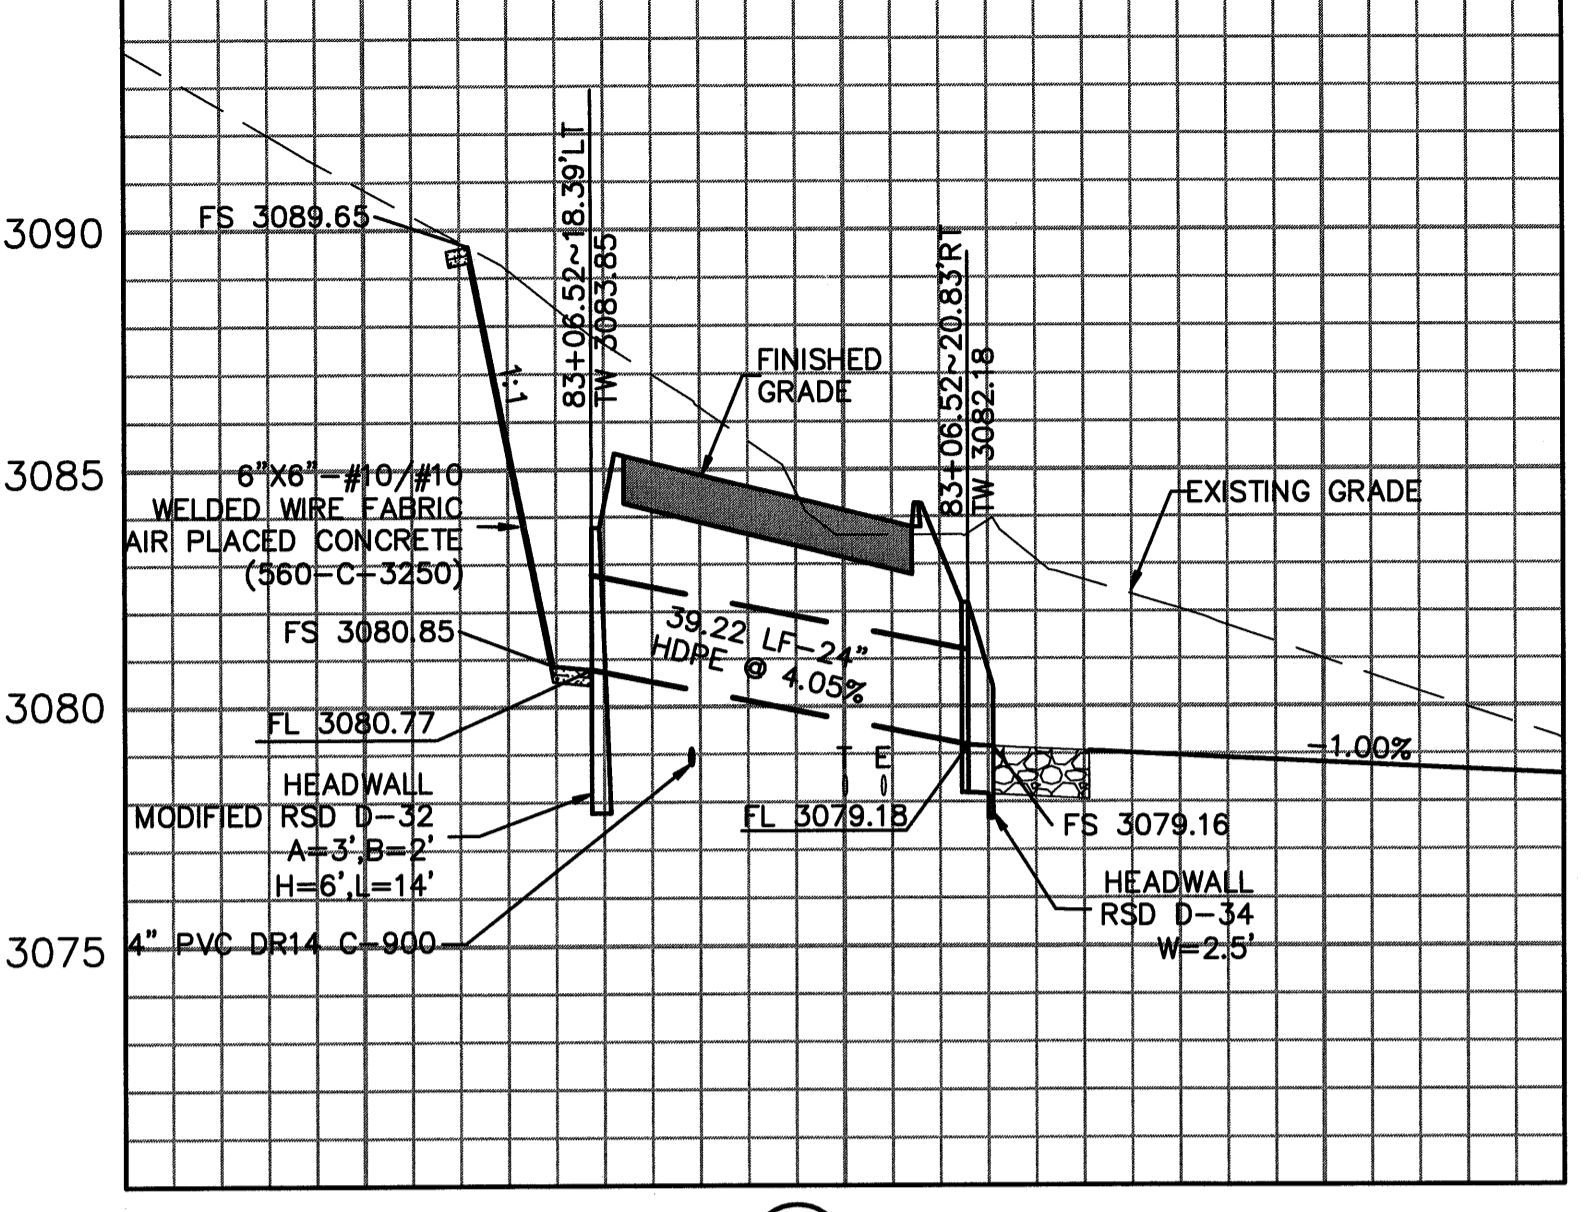 3090
3085
3080
3075
FS 3089.65
83+06.52~18.39'LT
TW 3083.85
83+06.52~20.83'RT
TW 3082.18
1:1
FINISHED
GRADE
EXISTING GRADE
6"X6"-#10/#10
WELDED WIRE FABRIC
AIR PLACED CONCRETE
(560-C-3250)
FS 3080.85
39.22 LF-24"
HDPE @ 4.05%
FL 3080.77
T E
-1.00%
HEADWALL
MODIFIED RSD D-32
A=3',B=2'
H=6',L=14'
FL 3079.18
FS 3079.16
HEADWALL
RSD D-34
W=2.5'
4" PVC DR14 C-900